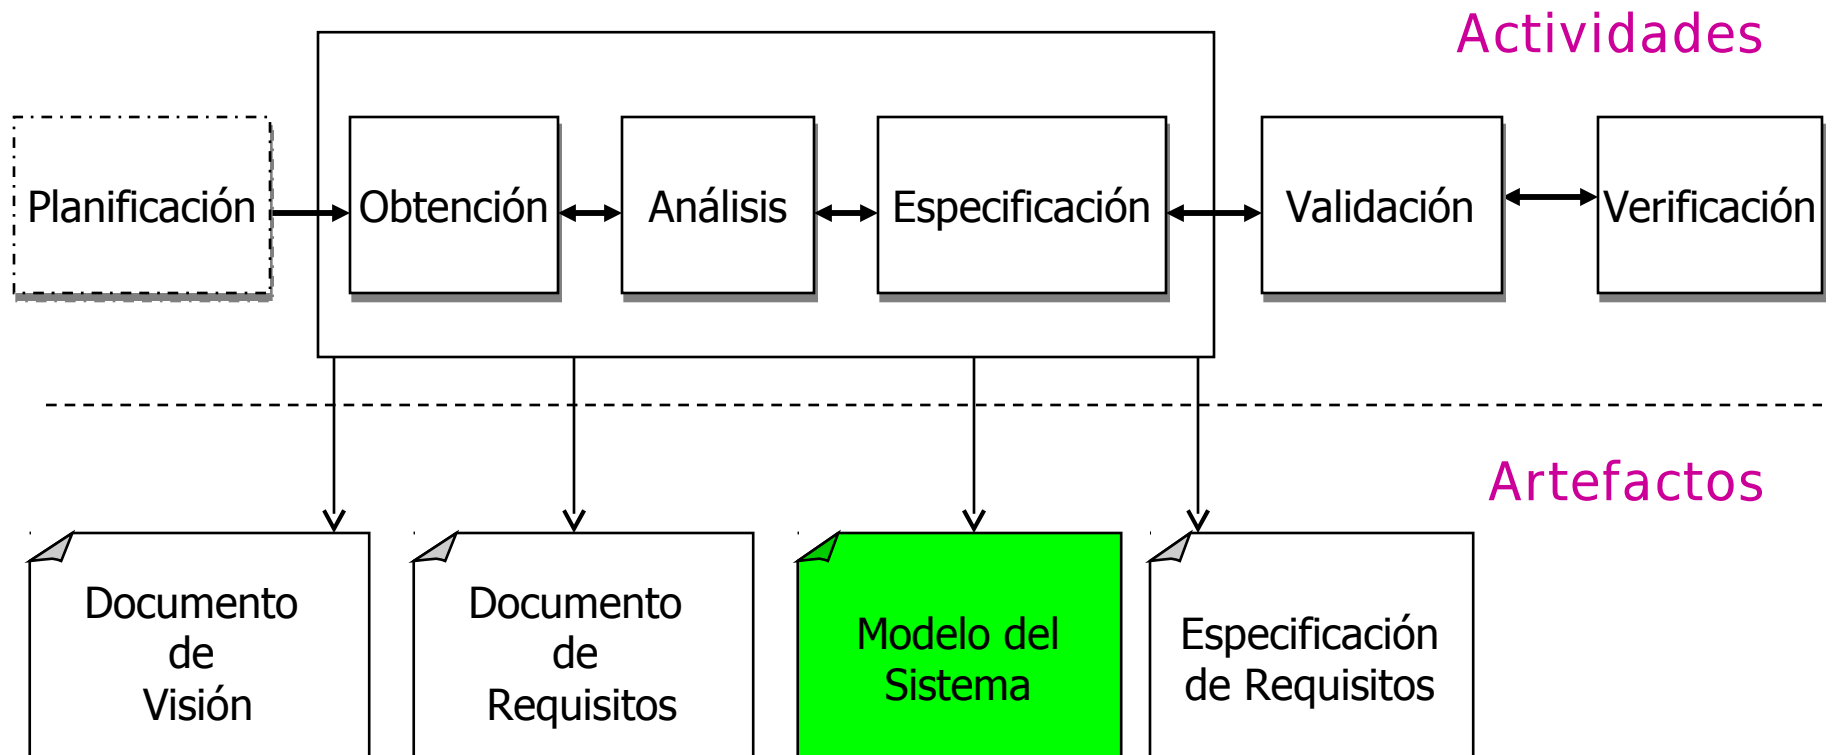 Actividades
Planificación
Obtención
Análisis
Especificación
Validación
Verificación
Artefactos
Documento
de
Visión
Documento
de
Requisitos
Modelo del
Sistema
Especificación
de Requisitos